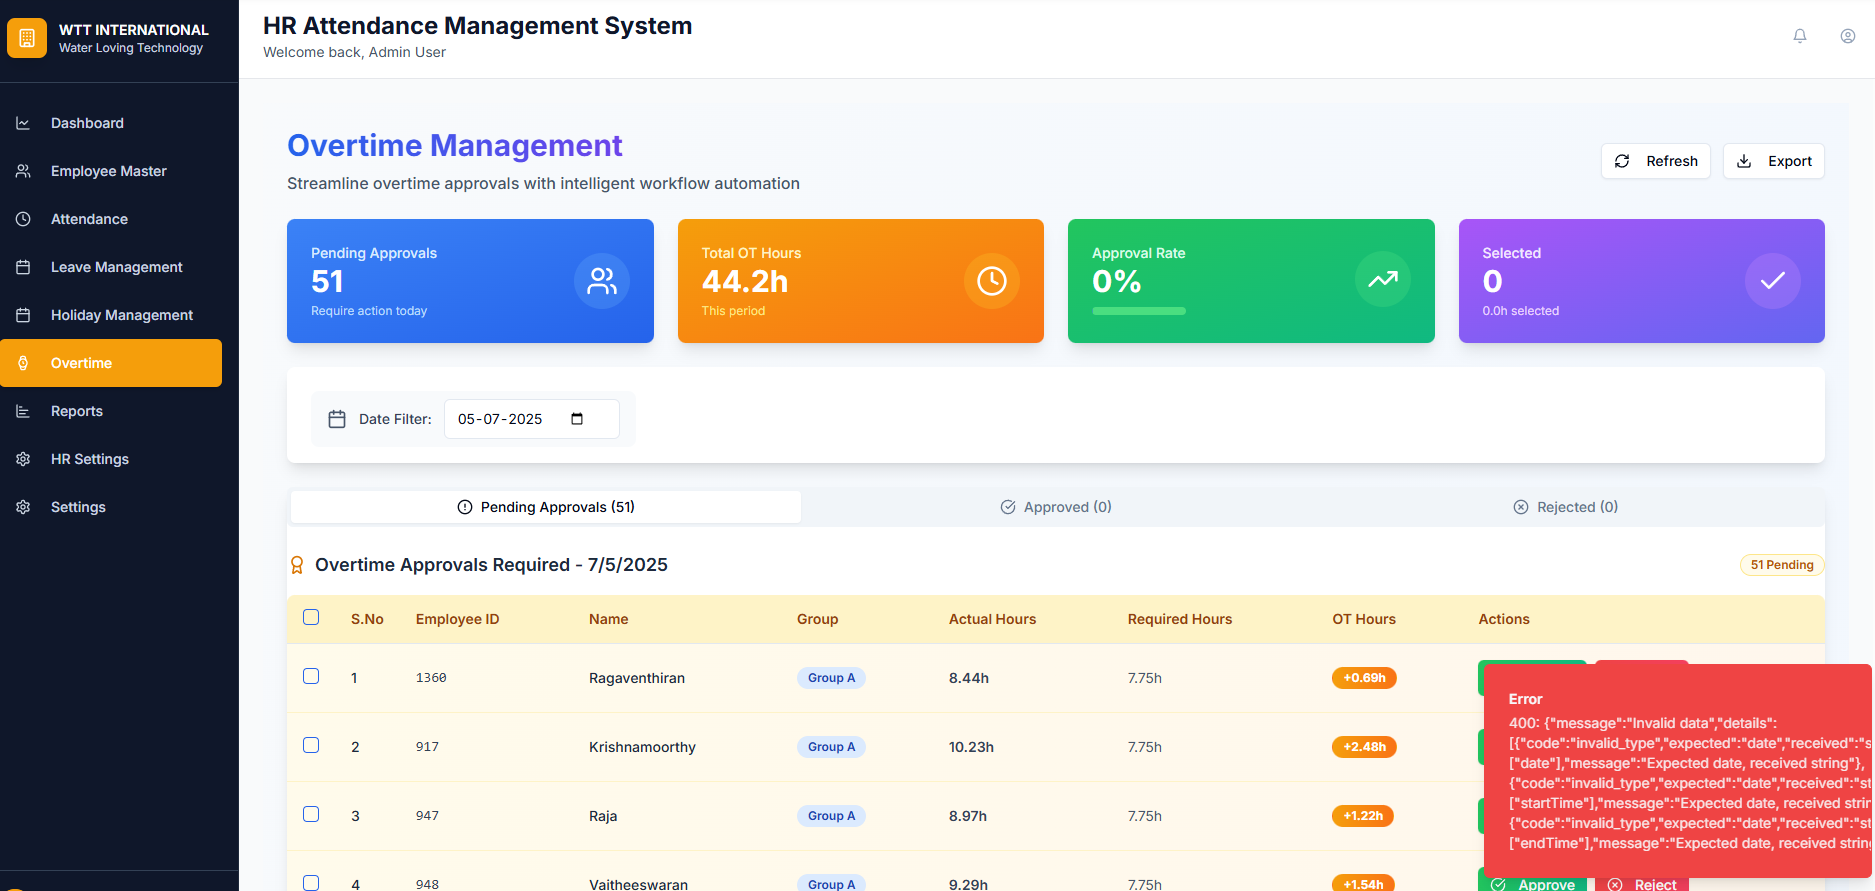 WTT INTERNATIONAL
Water Loving Technology
HR Attendance Management System
Welcome back, Admin User
Dashboard
Employee Master
Attendance
Leave Management
Holiday Management
Overtime
Reports
HR Settings
Settings
Overtime Management
Streamline overtime approvals with intelligent workflow automation
Refresh
Export
Pending Approvals
51
Require action today
Total OT Hours
44.2h
This period
Approval Rate
0%
Selected
0
0.0h selected
Date Filter: 05-07-2025
Pending Approvals (51)
Approved (0)
Rejected (0)
Overtime Approvals Required - 7/5/2025
51 Pending
S.No Employee ID Name Group Actual Hours Required Hours OT Hours Actions
1 1360 Ragaventhiran Group A 8.44h 7.75h +0.69h
2 917 Krishnamoorthy Group A 10.23h 7.75h +2.48h
3 947 Raja Group A 8.97h 7.75h +1.22h
4 948 Vaitheeswaran Group A 9.29h 7.75h +1.54h Approve Reject
Error
400: {"message":"Invalid data","details":
[{"code":"invalid_type","expected":"date","received":"s
["date"],"message":"Expected date, received string"},
{"code":"invalid_type","expected":"date","received":"st
["startTime"],"message":"Expected date, received strin
{"code":"invalid_type","expected":"date","received":"st
["endTime"],"message":"Expected date, received string